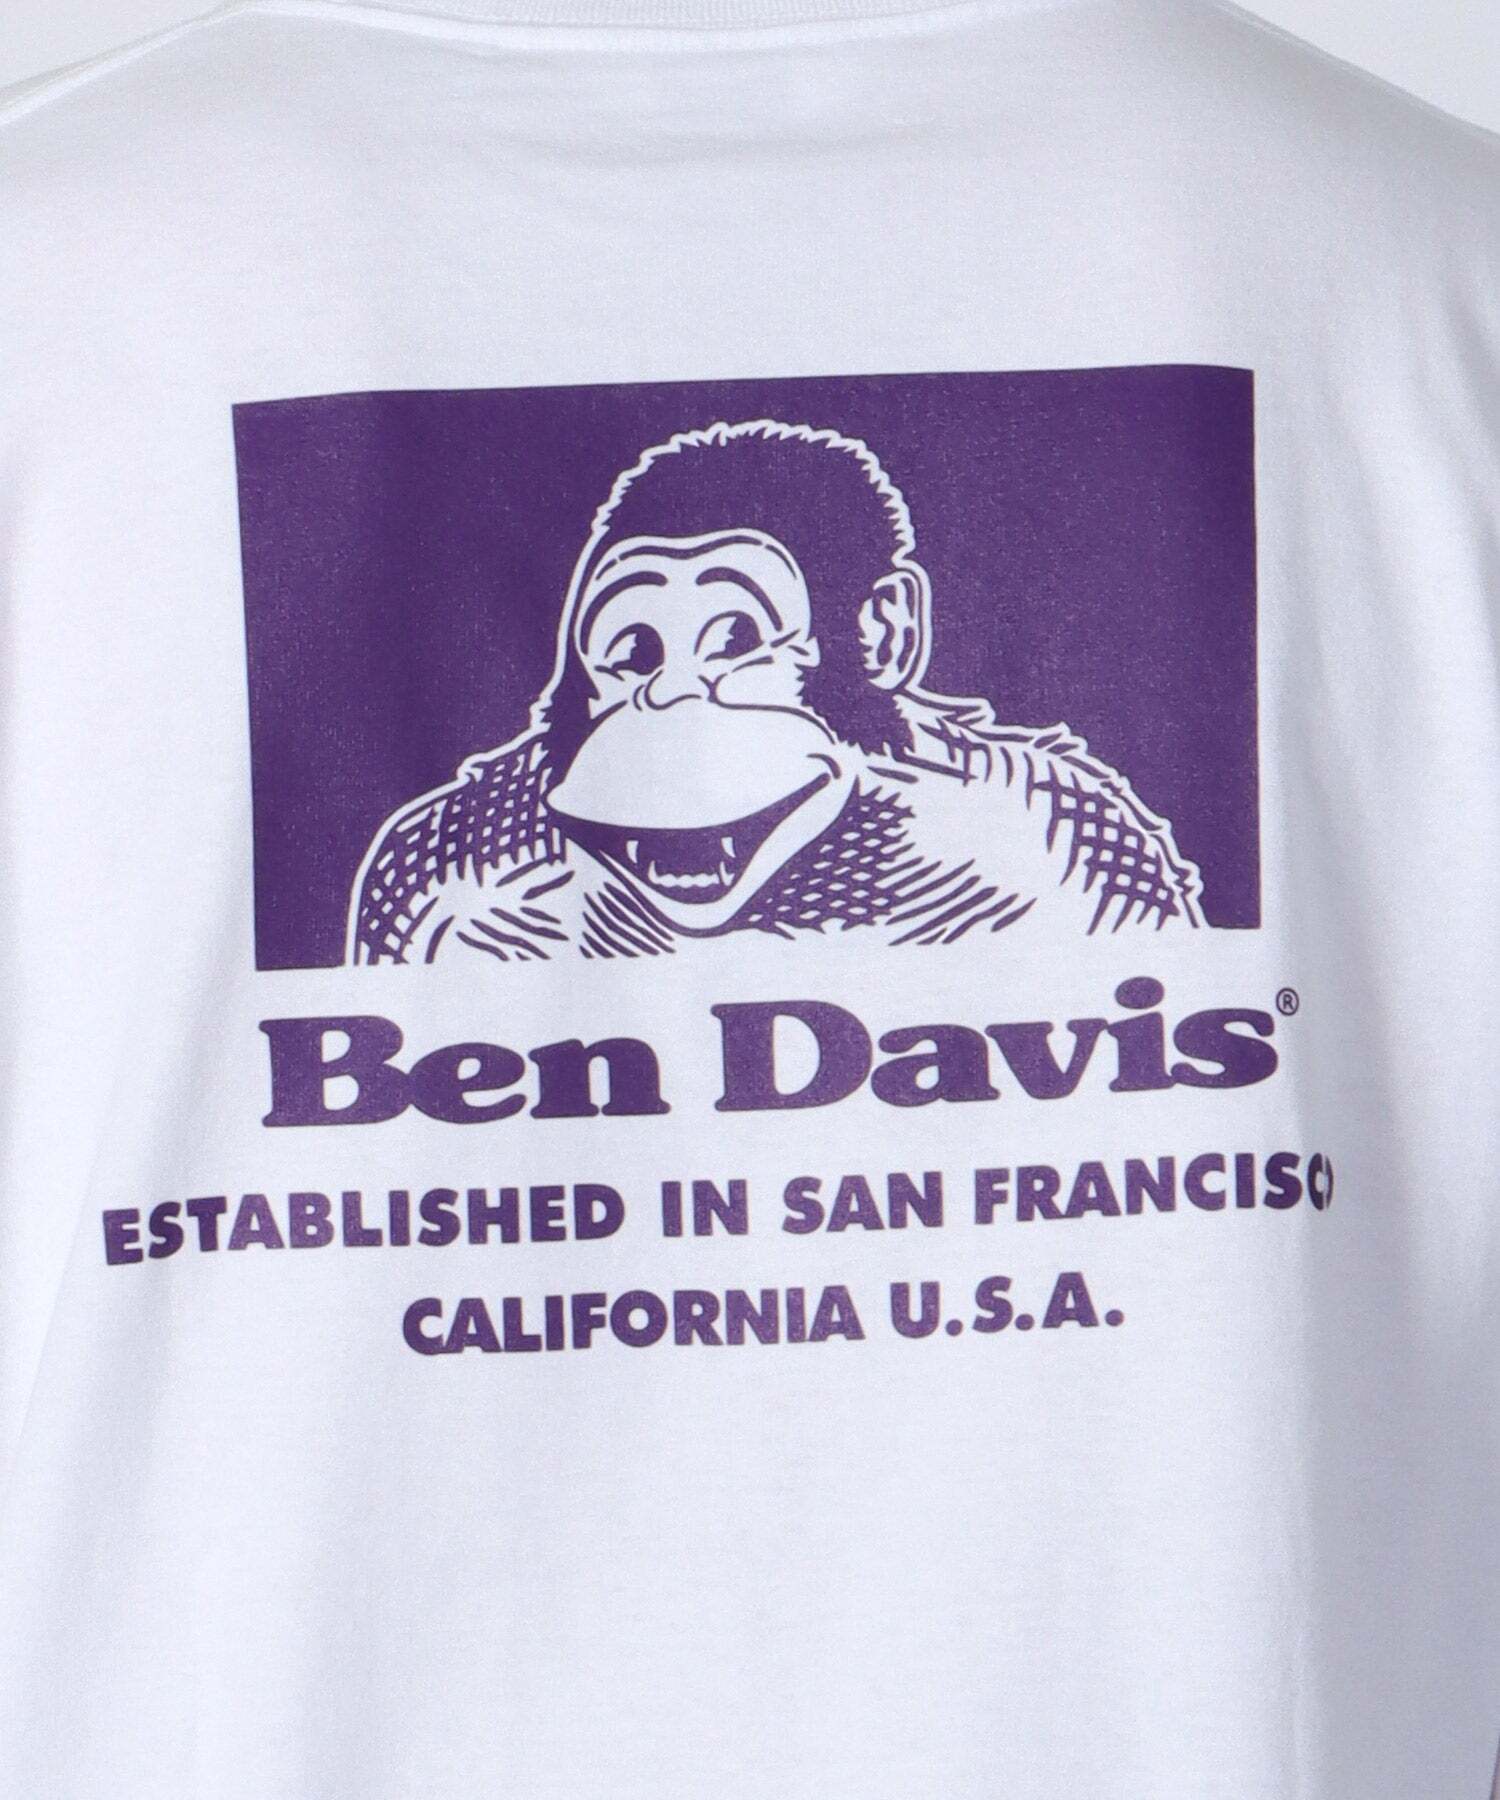 Ben Davis®
ESTABLISHED IN SAN FRANCISCO
CALIFORNIA U.S.A.